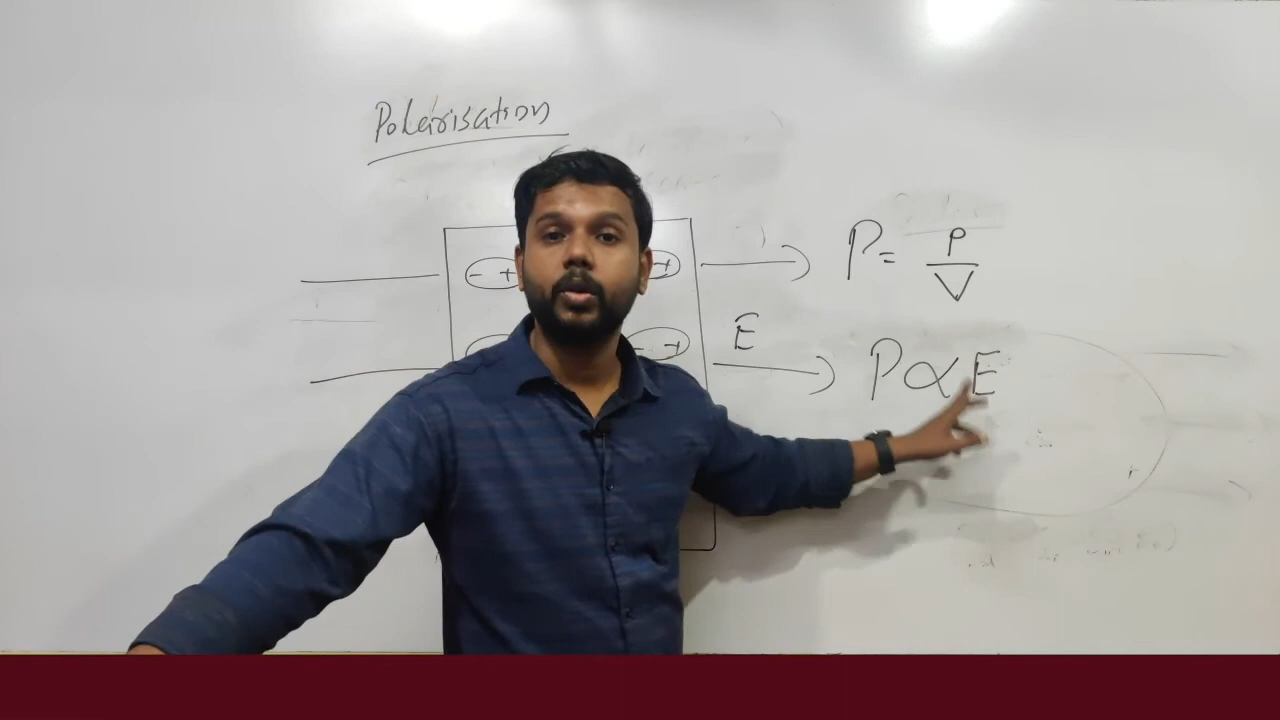 Polarisation
- +
+
P = P/V
- +
E
P ∝ E